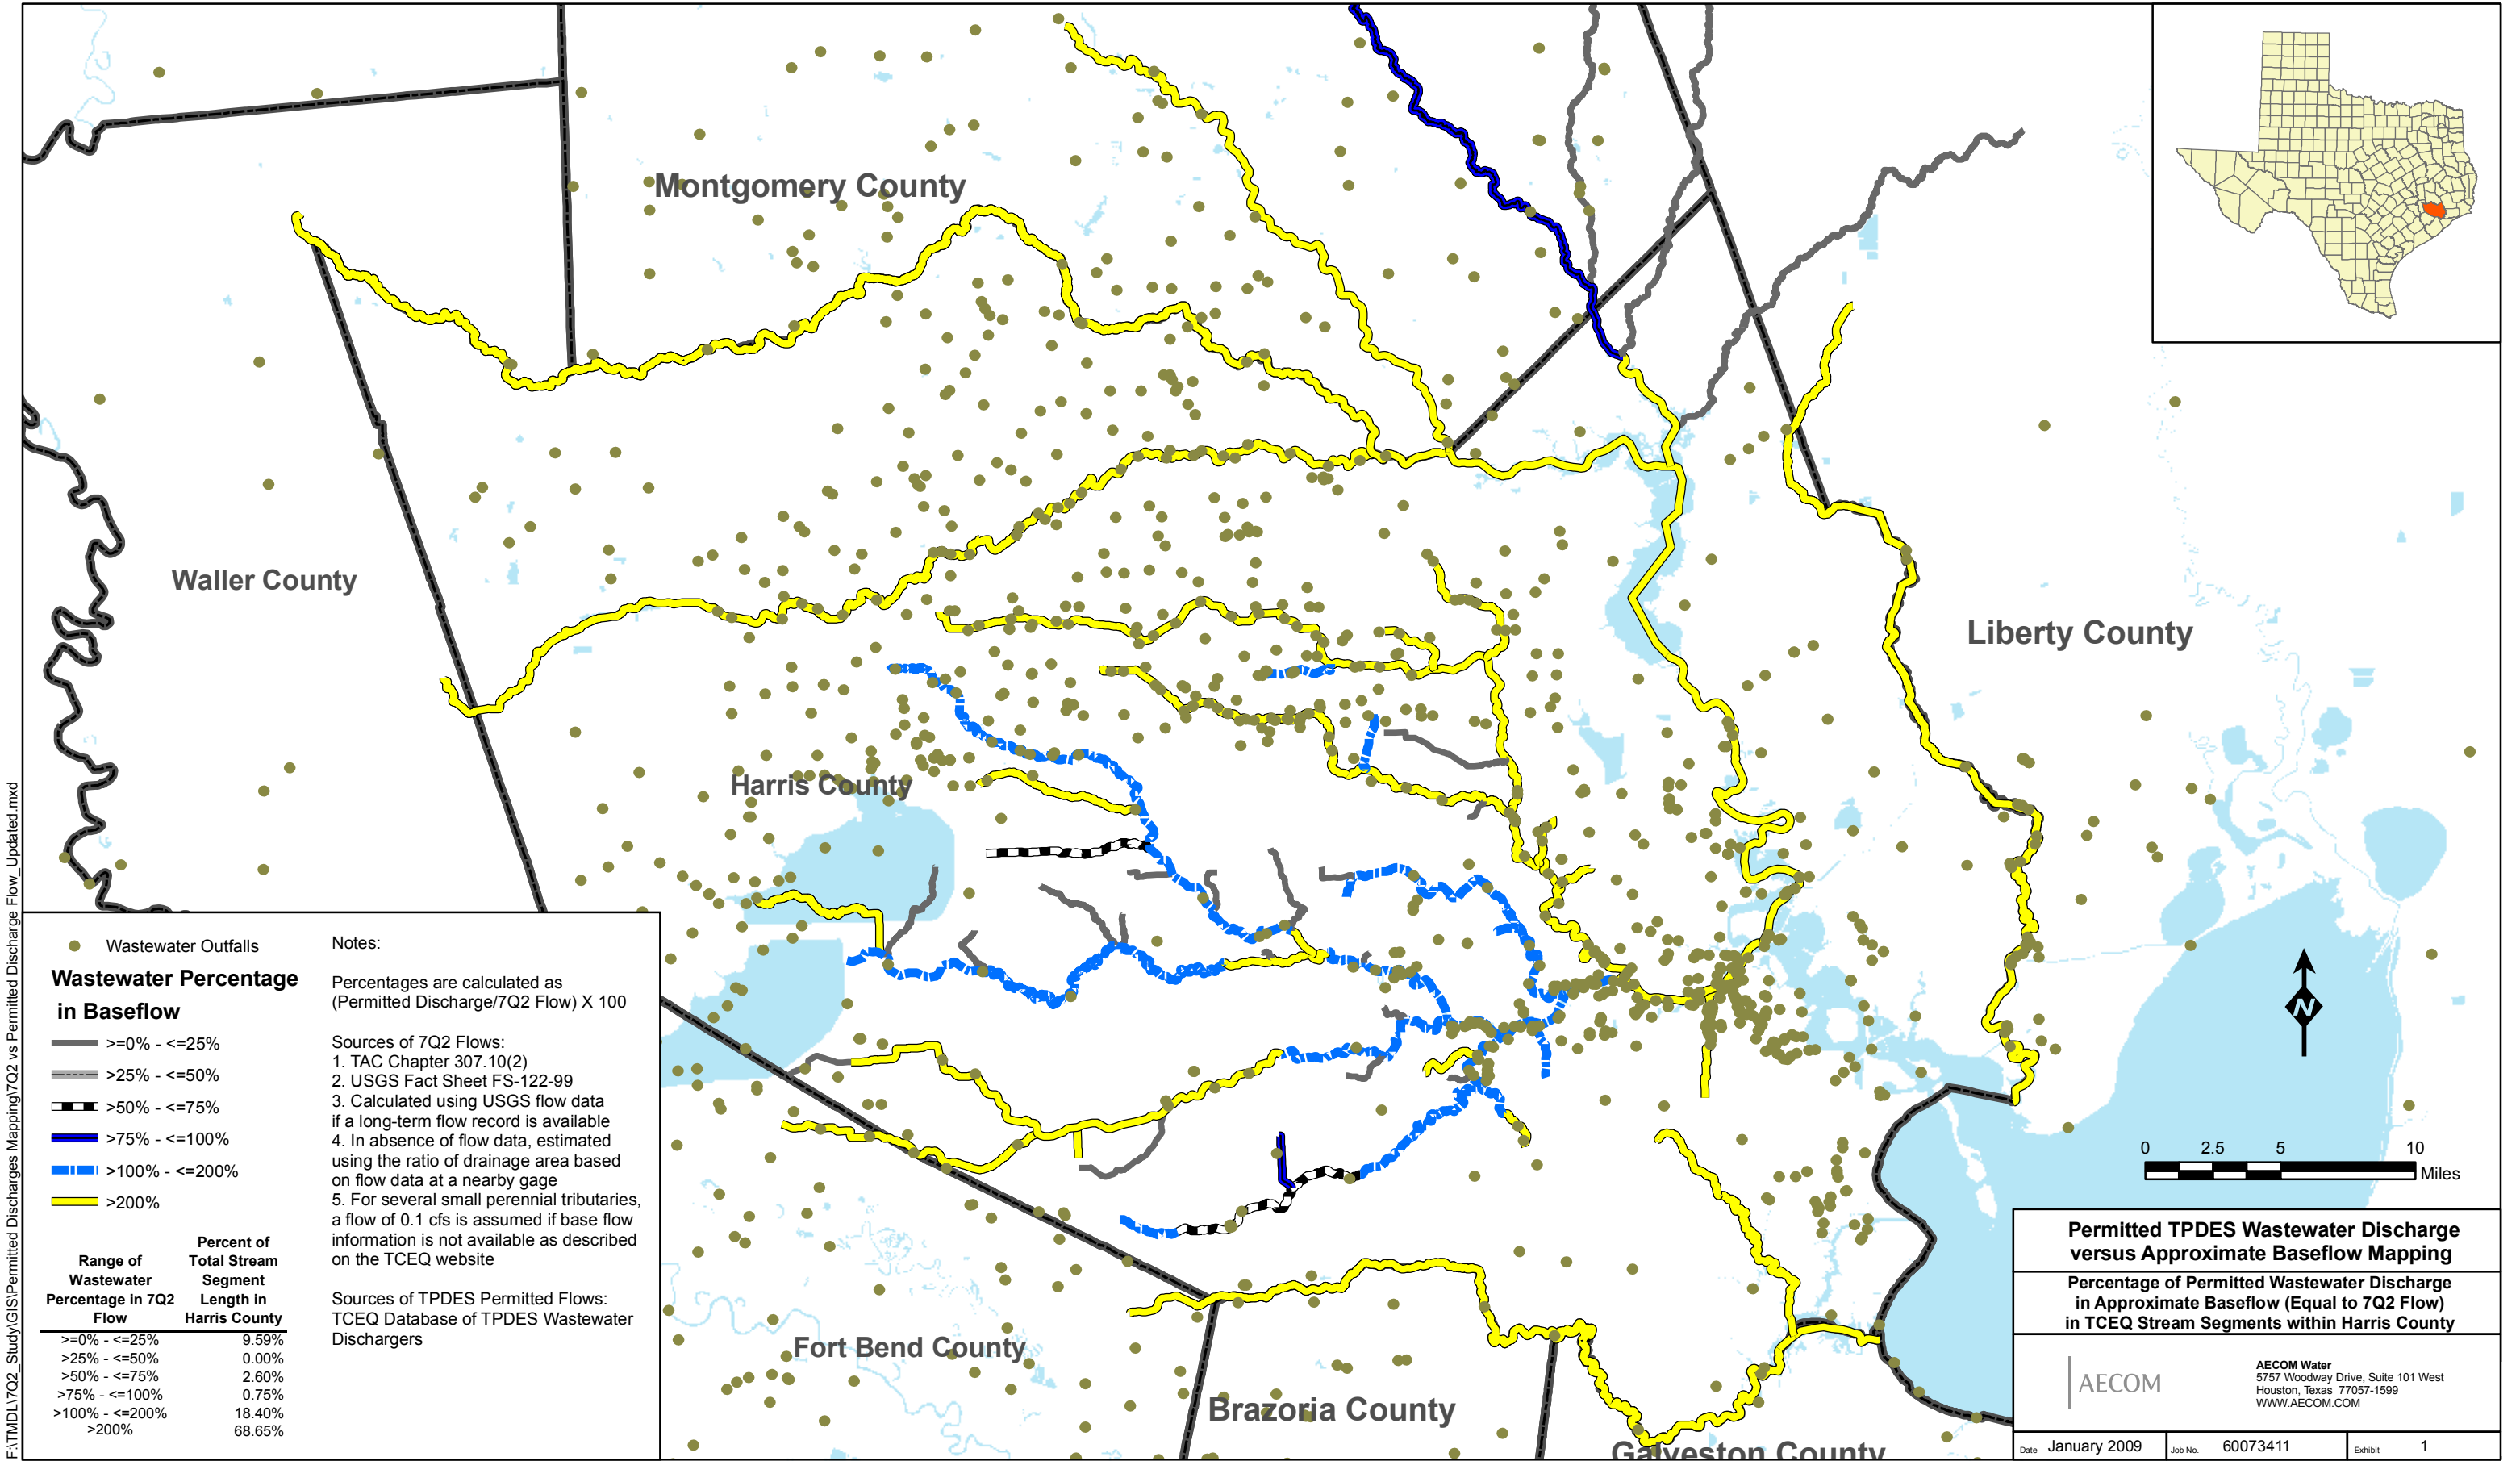 F:\TMDL\7Q2_Study\GIS\Permitted Discharges Mapping\7Q2 vs Permitted Discharge Flow_Updated.mxd
Montgomery County
Waller County
Liberty County
Harris County
Fort Bend County
Brazoria County
Galveston County
Wastewater Outfalls
Wastewater Percentage
in Baseflow
>=0% - <=25%
>25% - <=50%
>50% - <=75%
>75% - <=100%
>100% - <=200%
>200%
Range of
Wastewater
Percentage in 7Q2
Flow
Percent of
Total Stream
Segment
Length in
Harris County
>=0% - <=25% 9.59%
>25% - <=50% 0.00%
>50% - <=75% 2.60%
>75% - <=100% 0.75%
>100% - <=200% 18.40%
>200% 68.65%
Notes:
Percentages are calculated as
(Permitted Discharge/7Q2 Flow) X 100
Sources of 7Q2 Flows:
1. TAC Chapter 307.10(2)
2. USGS Fact Sheet FS-122-99
3. Calculated using USGS flow data
if a long-term flow record is available
4. In absence of flow data, estimated
using the ratio of drainage area based
on flow data at a nearby gage
5. For several small perennial tributaries,
a flow of 0.1 cfs is assumed if base flow
information is not available as described
on the TCEQ website
Sources of TPDES Permitted Flows:
TCEQ Database of TPDES Wastewater
Dischargers
N
0 2.5 5 10
Miles
Permitted TPDES Wastewater Discharge
versus Approximate Baseflow Mapping
Percentage of Permitted Wastewater Discharge
in Approximate Baseflow (Equal to 7Q2 Flow)
in TCEQ Stream Segments within Harris County
AECOM
AECOM Water
5757 Woodway Drive, Suite 101 West
Houston, Texas 77057-1599
WWW.AECOM.COM
Date January 2009 Job No. 60073411 Exhibit 1